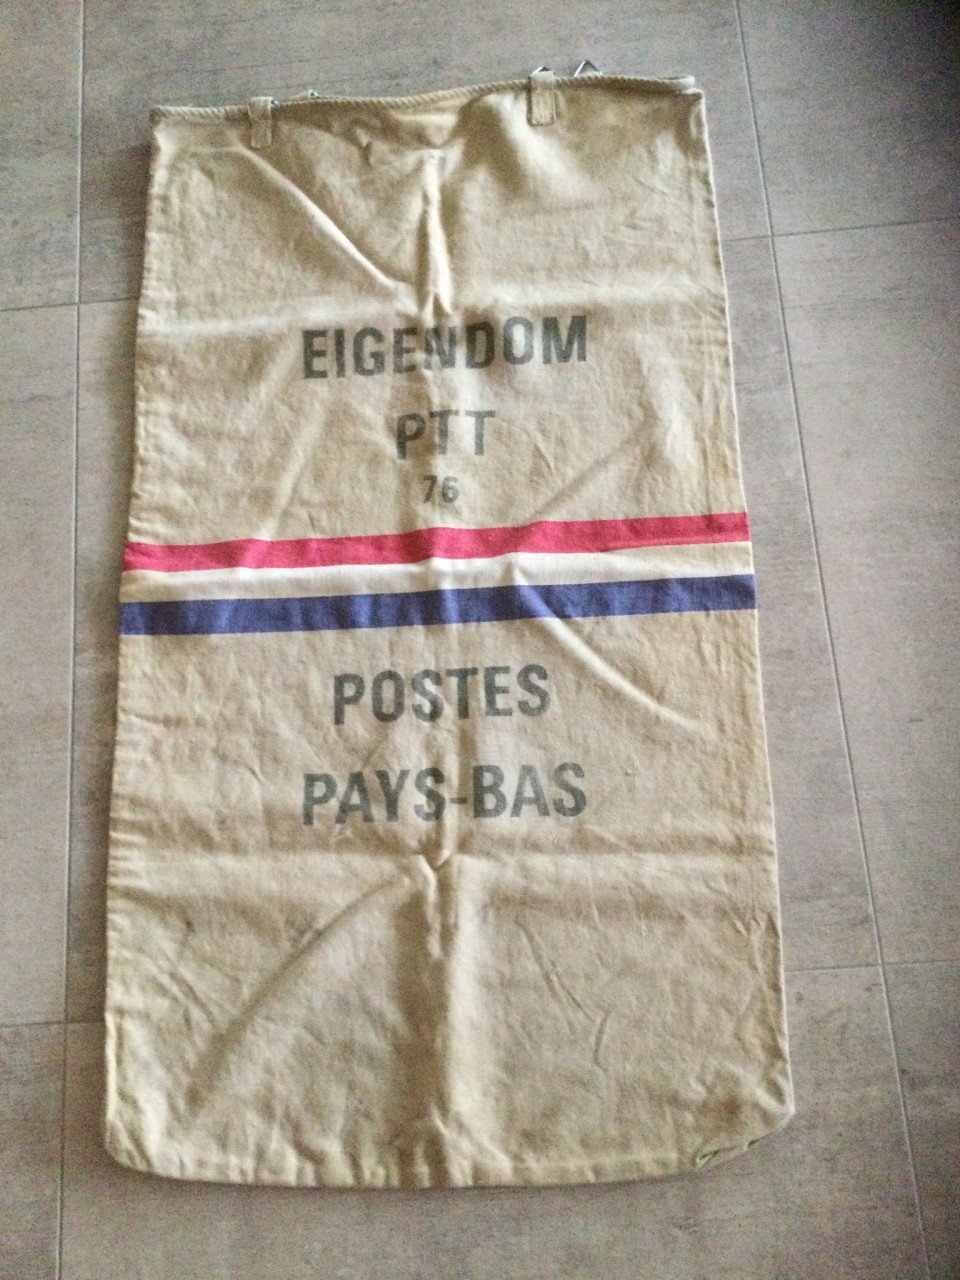 EIGENDOM
PTT
76
POSTES
PAYS-BAS